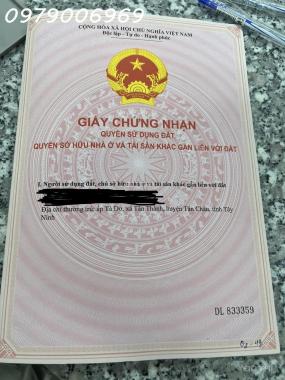 0979006969
CỘNG HÒA XÃ HỘI CHỦ NGHĨA VIỆT NAM
Độc lập - Tự do - Hạnh phúc
GIẤY CHỨNG NHẬN
QUYỀN SỬ DỤNG ĐẤT
QUYỀN SỞ HỮU NHÀ Ở VÀ TÀI SẢN KHÁC GẮN LIỀN VỚI ĐẤT
I. Người sử dụng đất, chủ sở hữu nhà ở và tài sản khác gắn liền với đất
Địa chỉ thường trú: ấp Tà Dơ, xã Tân Thành, huyện Tân Châu, tỉnh Tây
Ninh
DL 833359